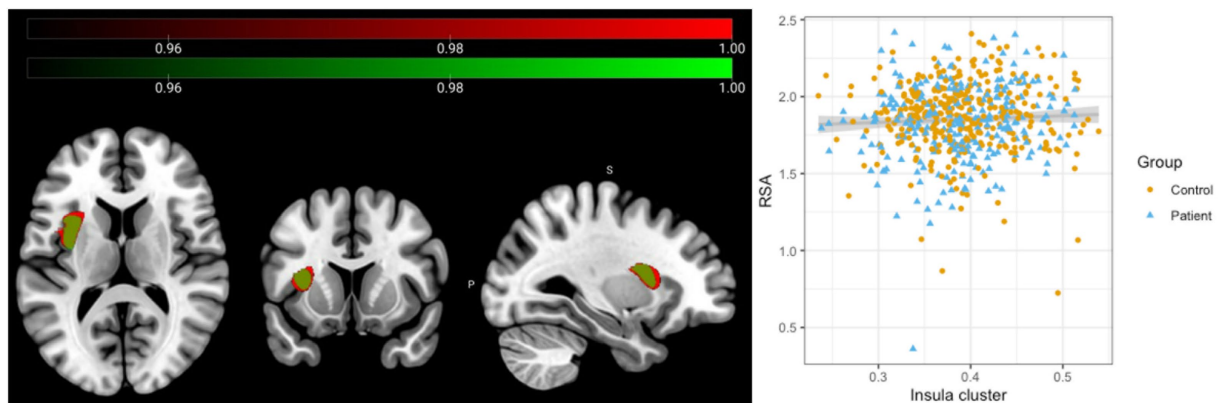 0.96 0.98 1.00
0.96 0.98 1.00
S
P
2.5
2.0
1.5
1.0
0.5
RSA
0.3 0.4 0.5
Insula cluster
Group
Control
Patient